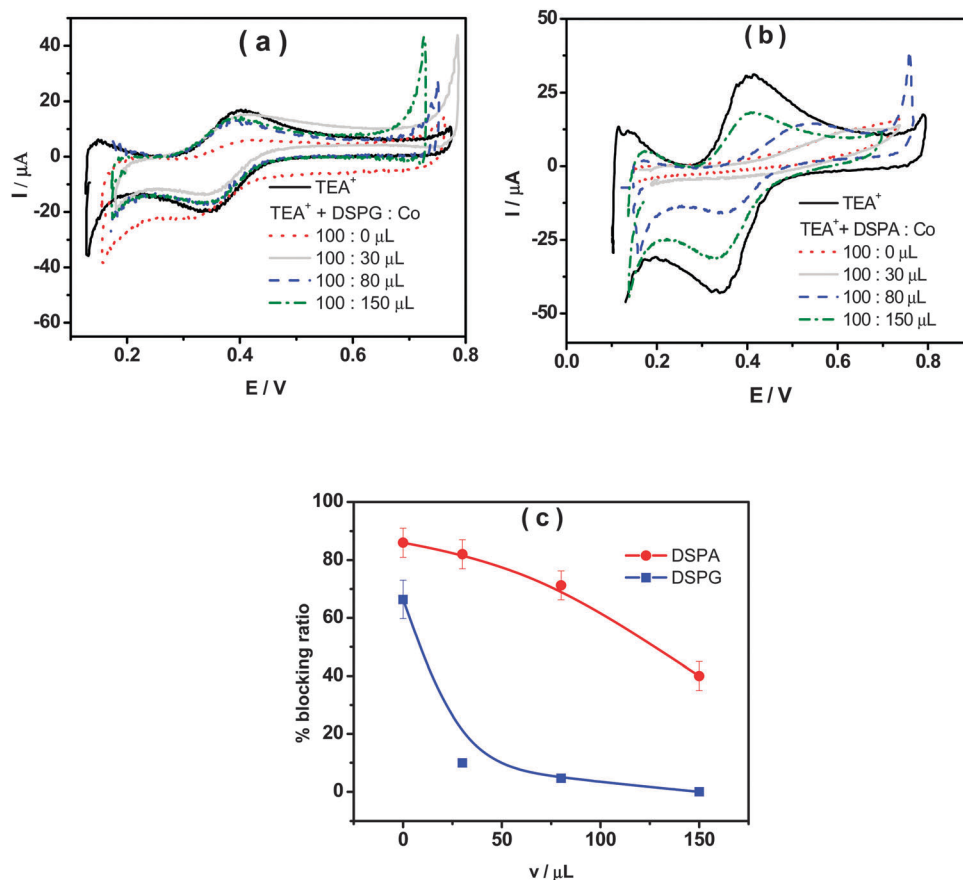 ( a )
I / µA
40
20
0
-20
-40
-60
0.2
0.4
0.6
0.8
E / V
TEA⁺
TEA⁺ + DSPG : Co
100 : 0 µL
100 : 30 µL
100 : 80 µL
100 : 150 µL
( b )
I / µA
50
25
0
-25
-50
0.0
0.2
0.4
0.6
0.8
E / V
TEA⁺
TEA⁺+ DSPA : Co
100 : 0 µL
100 : 30 µL
100 : 80 µL
100 : 150 µL
( c )
% blocking ratio
100
80
60
40
20
0
0
50
100
150
v / µL
DSPA
DSPG